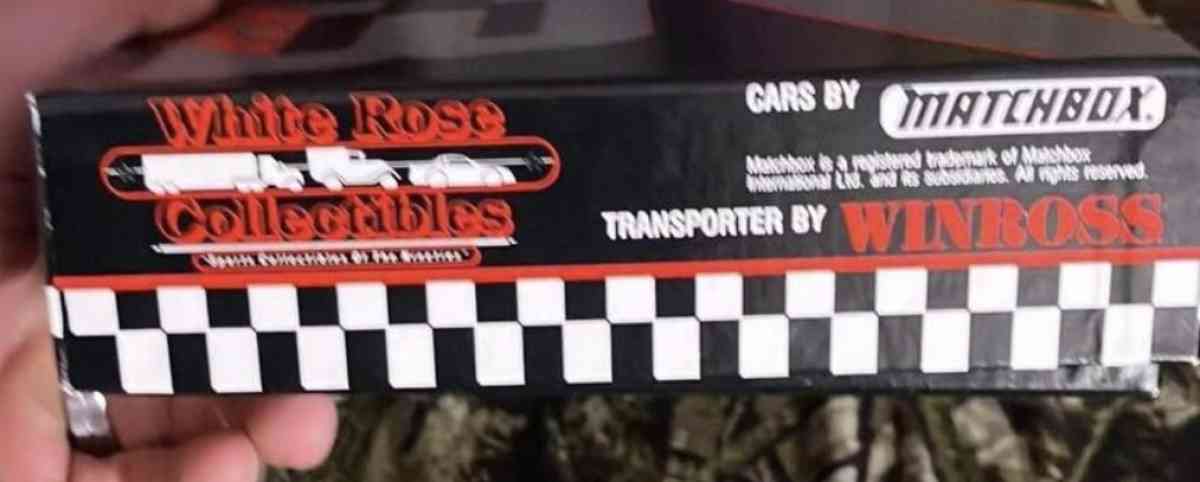 White Rose
Collectibles
Sports Collectibles Of The Nineties
CARS BY MATCHBOX
Matchbox is a registered trademark of Matchbox
International Ltd. and its subsidiaries. All rights reserved.
TRANSPORTER BY WINROSS